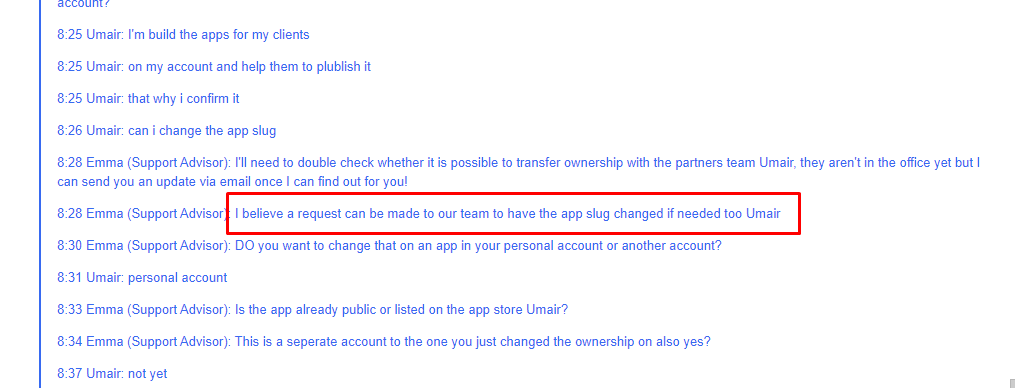 account?
8:25 Umair: I'm build the apps for my clients
8:25 Umair: on my account and help them to plublish it
8:25 Umair: that why i confirm it
8:26 Umair: can i change the app slug
8:28 Emma (Support Advisor): I'll need to double check whether it is possible to transfer ownership with the partners team Umair, they aren't in the office yet but I
can send you an update via email once I can find out for you!
8:28 Emma (Support Advisor): I believe a request can be made to our team to have the app slug changed if needed too Umair
8:30 Emma (Support Advisor): DO you want to change that on an app in your personal account or another account?
8:31 Umair: personal account
8:33 Emma (Support Advisor): Is the app already public or listed on the app store Umair?
8:34 Emma (Support Advisor): This is a seperate account to the one you just changed the ownership on also yes?
8:37 Umair: not yet